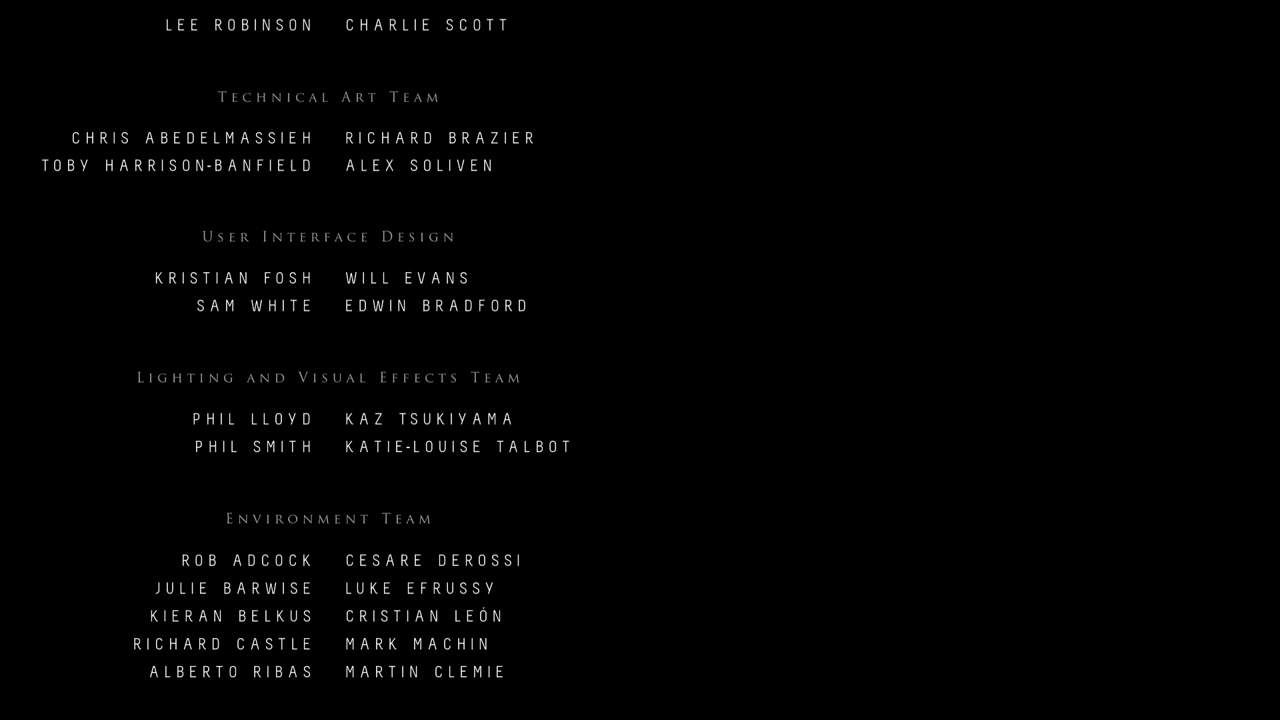 LEE ROBINSON CHARLIE SCOTT
Technical Art Team
CHRIS ABEDELMASSIEH RICHARD BRAZIER
TOBY HARRISON-BANFIELD ALEX SOLIVEN
User Interface Design
KRISTIAN FOSH WILL EVANS
SAM WHITE EDWIN BRADFORD
Lighting and Visual Effects Team
PHIL LLOYD KAZ TSUKIYAMA
PHIL SMITH KATIE-LOUISE TALBOT
Environment Team
ROB ADCOCK CESARE DEROSSI
JULIE BARWISE LUKE EFRUSSY
KIERAN BELKUS CRISTIAN LEÓN
RICHARD CASTLE MARK MACHIN
ALBERTO RIBAS MARTIN CLEMIE